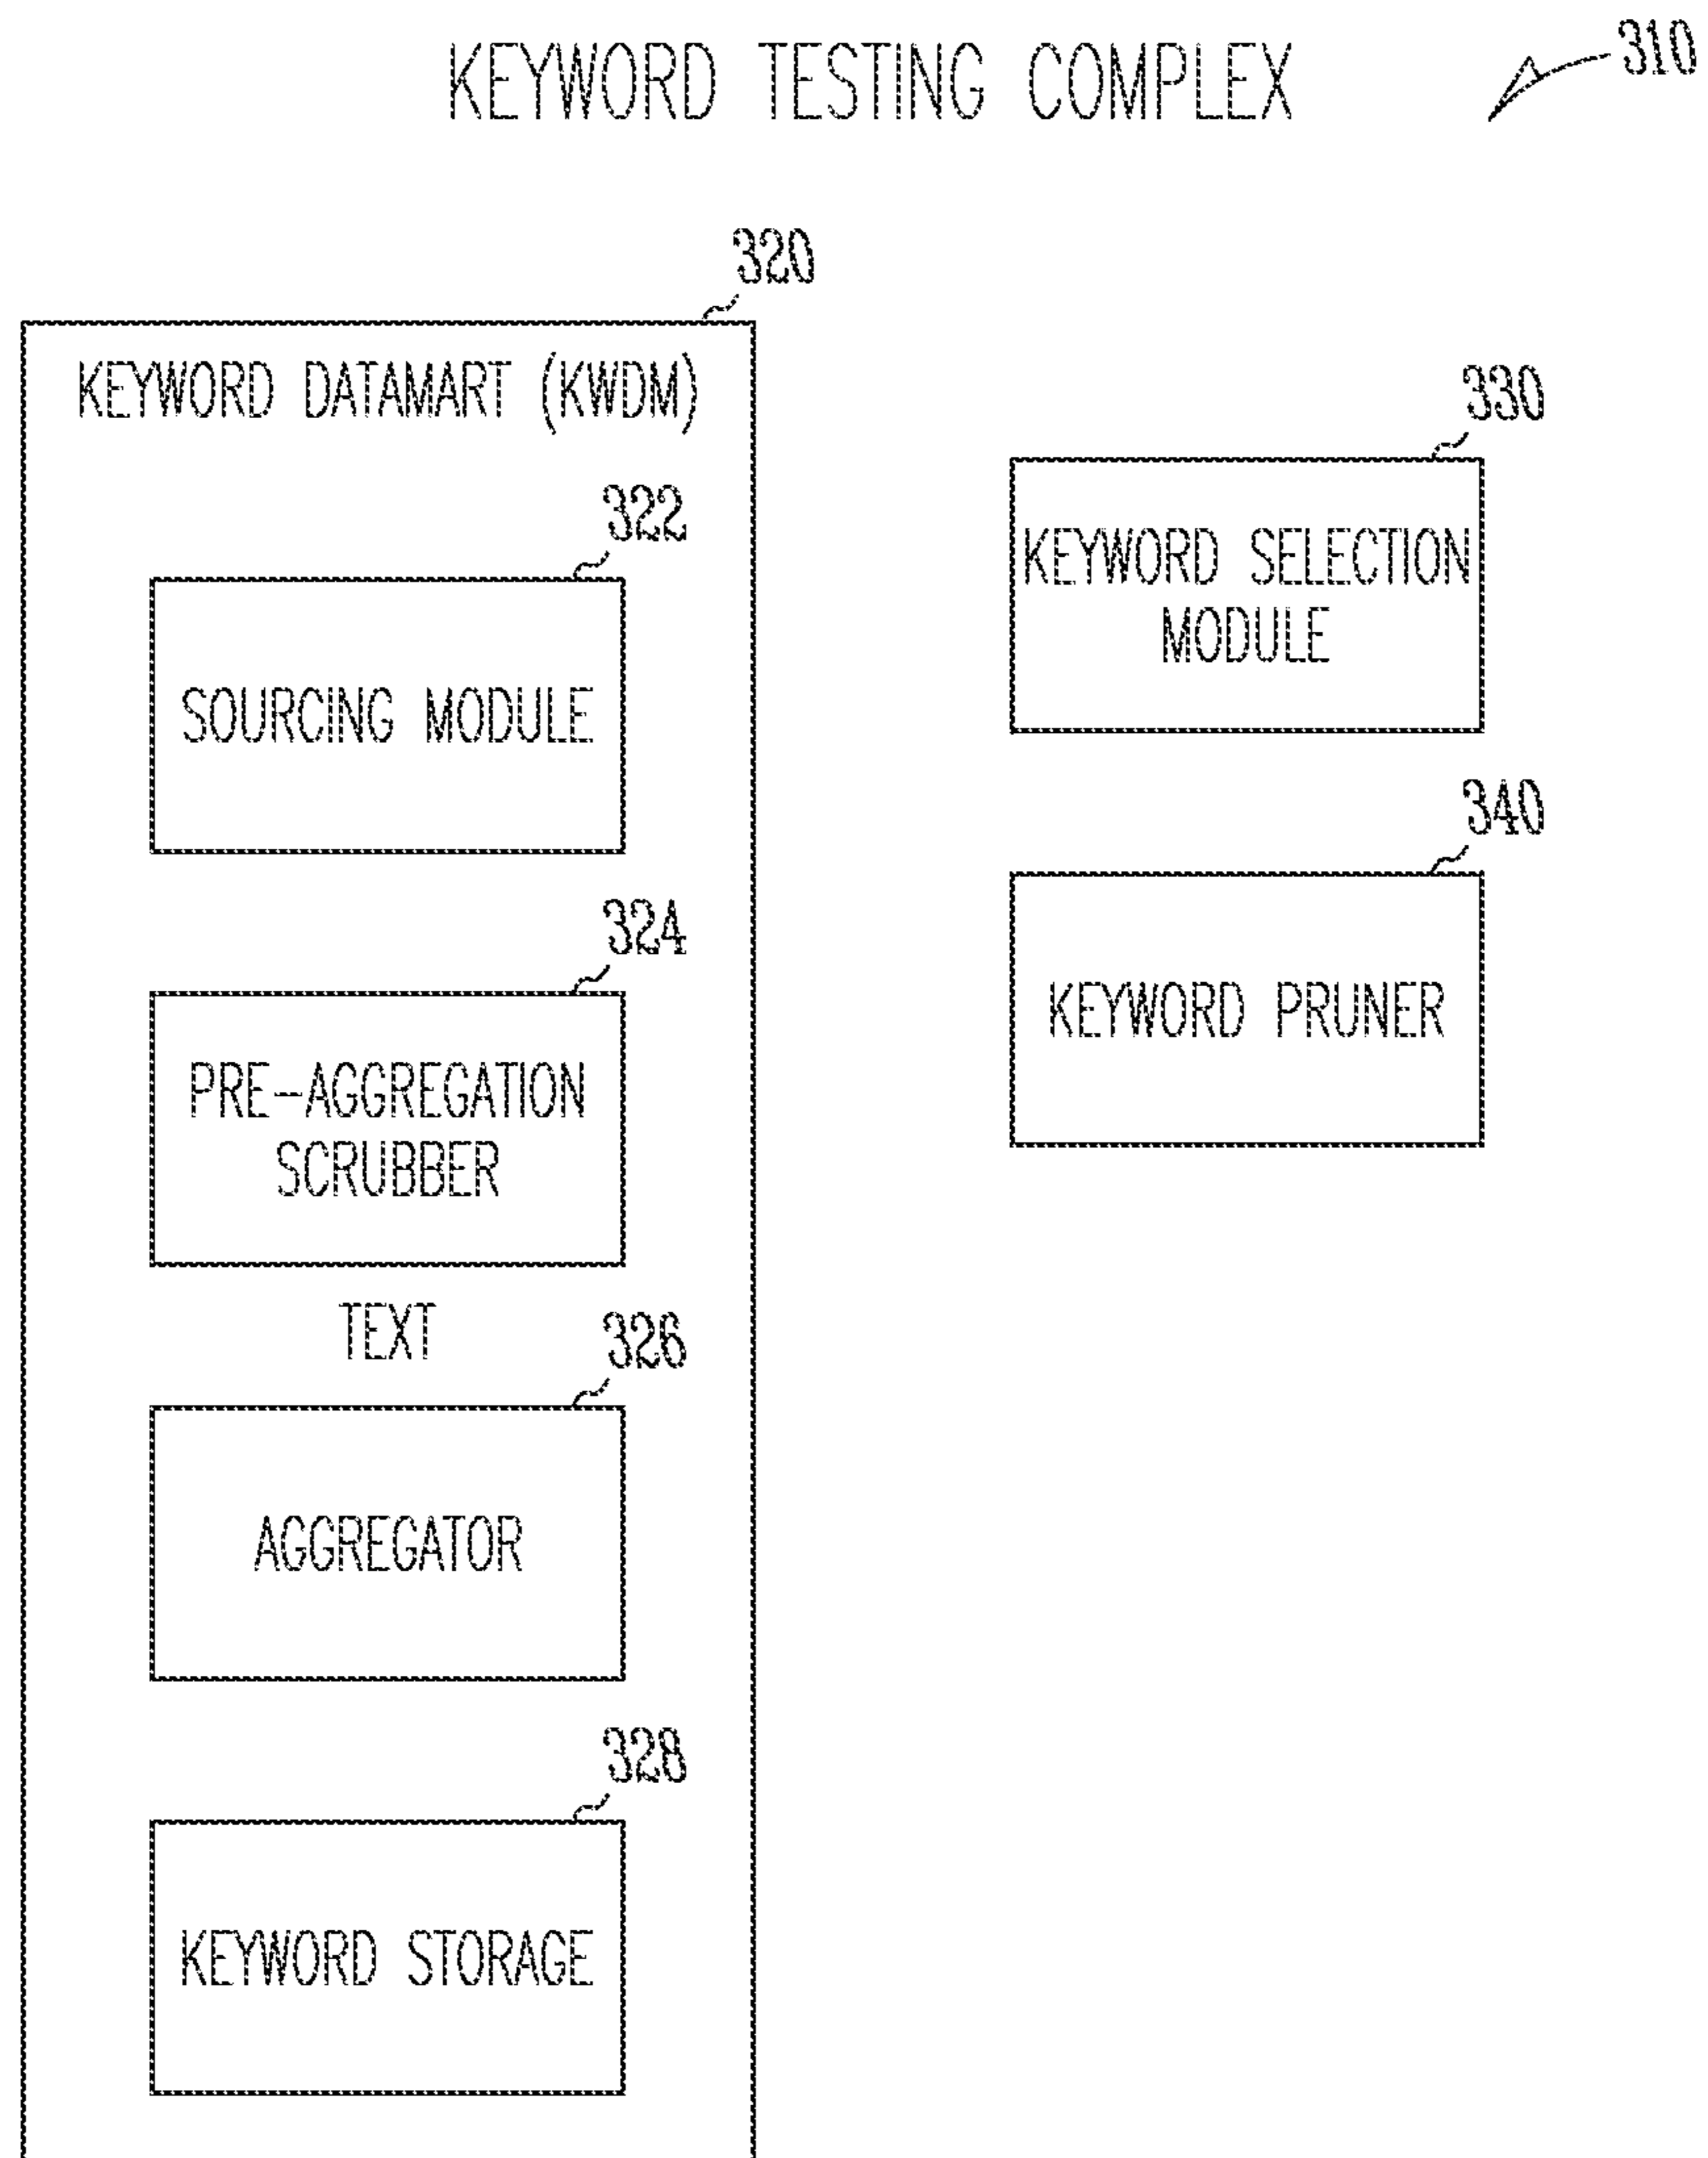 KEYWORD TESTING COMPLEX
310
320
KEYWORD DATAMART (KWDM)
322
SOURCING MODULE
324
PRE-AGGREGATION
SCRUBBER
TEXT
326
AGGREGATOR
328
KEYWORD STORAGE
330
KEYWORD SELECTION
MODULE
340
KEYWORD PRUNER